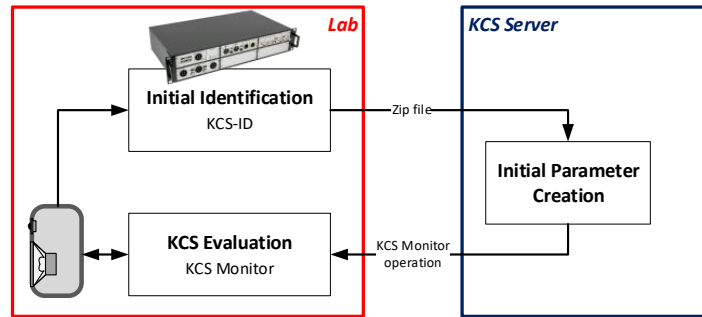 Lab
KCS Server
Initial Identification
KCS-ID
Zip file
Initial Parameter
Creation
KCS Evaluation
KCS Monitor
KCS Monitor
operation